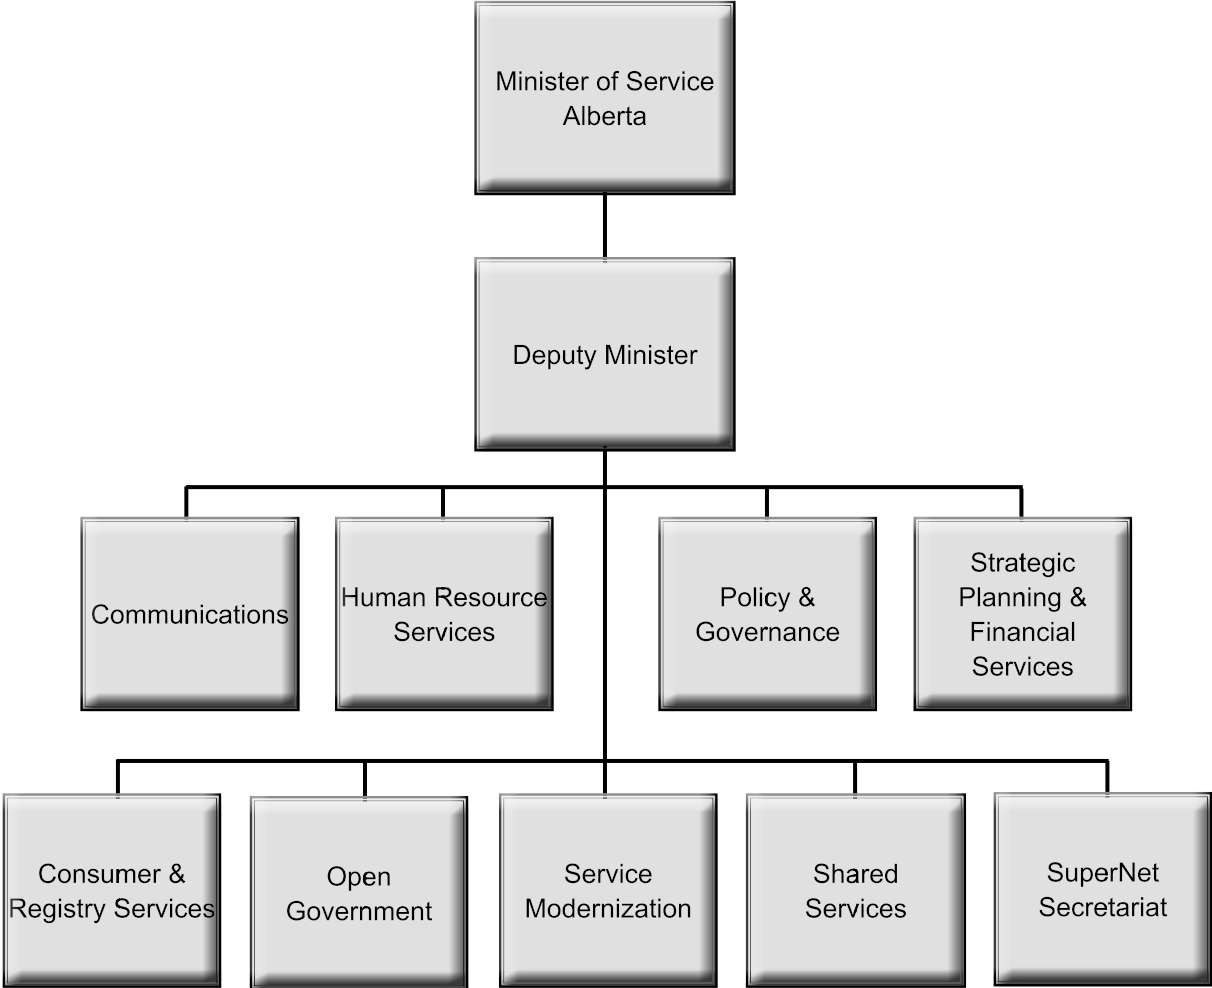 Minister of Service
Alberta
Deputy Minister
Communications
Human Resource
Services
Policy &
Governance
Strategic
Planning &
Financial
Services
Consumer &
Registry Services
Open
Government
Service
Modernization
Shared
Services
SuperNet
Secretariat